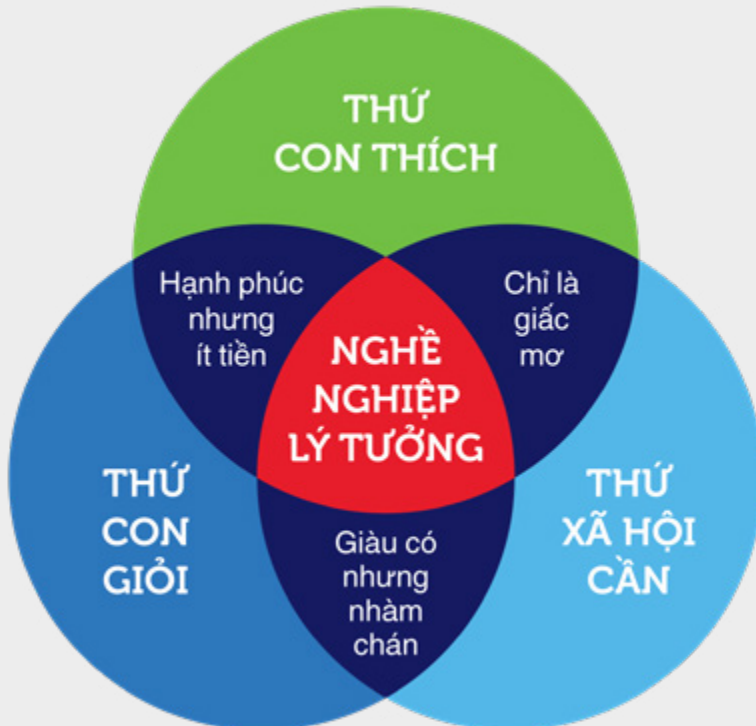 THỨ
CON THÍCH
Hạnh phúc
nhưng
ít tiền
Chỉ là
giấc
mơ
NGHỀ
NGHIỆP
LÝ TƯỞNG
THỨ
CON
GIỎI
THỨ
XÃ HỘI
CẦN
Giàu có
nhưng
nhàm
chán